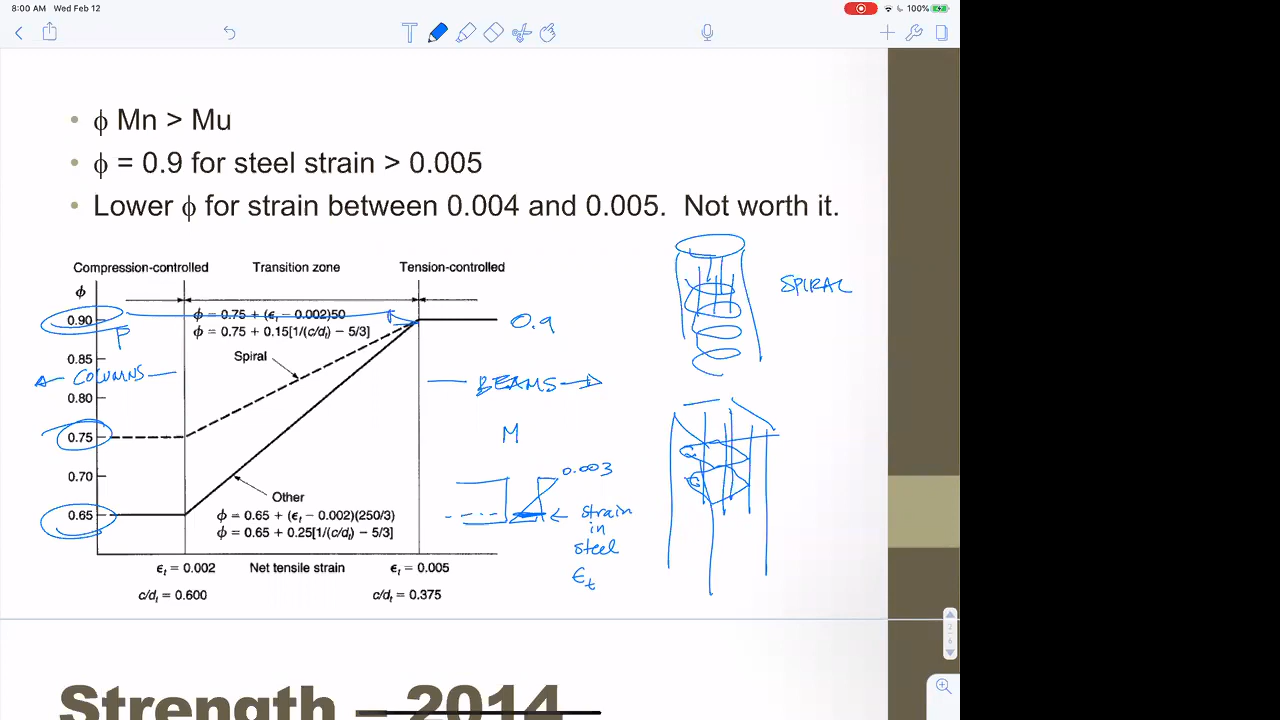 8:00 AM Wed Feb 12
100%
• ϕ Mn > Mu
• ϕ = 0.9 for steel strain > 0.005
• Lower ϕ for strain between 0.004 and 0.005. Not worth it.
Compression-controlled Transition zone Tension-controlled
ϕ
0.90
0.85
0.80
0.75
0.70
0.65
ϕ = 0.75 + (ϵt − 0.002)50
ϕ = 0.75 + 0.15[1/(c/dt) − 5/3]
Spiral
Other
ϕ = 0.65 + (ϵt − 0.002)(250/3)
ϕ = 0.65 + 0.25[1/(c/dt) − 5/3]
ϵt = 0.002 Net tensile strain ϵt = 0.005
c/dt = 0.600 c/dt = 0.375
P
COLUMNS
0.9
BEAMS
M
0.003
strain
in
steel
ϵt
SPIRAL
Strength – 2014